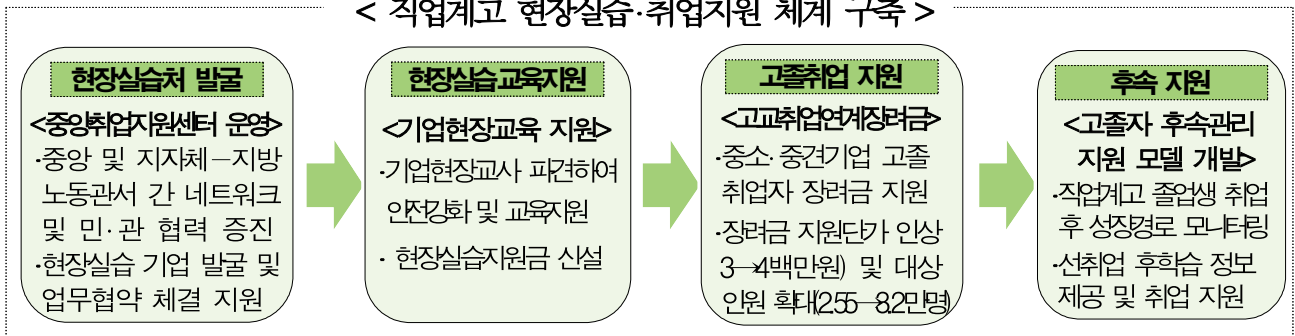 < 직업계고 현장실습·취업지원 체계 구축 >
현장실습처 발굴
<중앙취업지원센터 운영>
·중앙 및 지자체–지방
노동관서 간 네트워크
및 민·관 협력 증진
·현장실습 기업 발굴 및
업무협약 체결 지원
현장실습교육지원
<기업현장교육 지원>
·기업현장교사 파견하여
안전강화 및 교육지원
· 현장실습지원금 신설
고졸취업 지원
<고교취업연계장려금>
·중소·중견기업 고졸
취업자 장려금 지원
·장려금 지원단가 인상
3→4백만원) 및 대상
인원 확대(2.55→8.2만명)
후속 지원
<고졸자 후속관리
지원 모델 개발>
·직업계고 졸업생 취업
후 성장경로 모니터링
·선취업 후학습 정보
제공 및 취업 지원